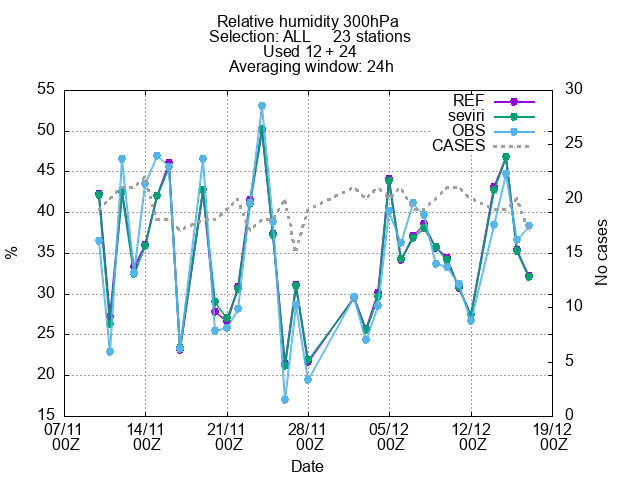 Relative humidity 300hPa
Selection: ALL 23 stations
Used 12 + 24
Averaging window: 24h
REF
seviri
OBS
CASES
55
50
45
40
35
30
25
20
15
30
25
20
15
10
5
0
%
No cases
07/11 14/11 21/11 28/11 05/12 12/12 19/12
00Z 00Z 00Z 00Z 00Z 00Z 00Z
Date